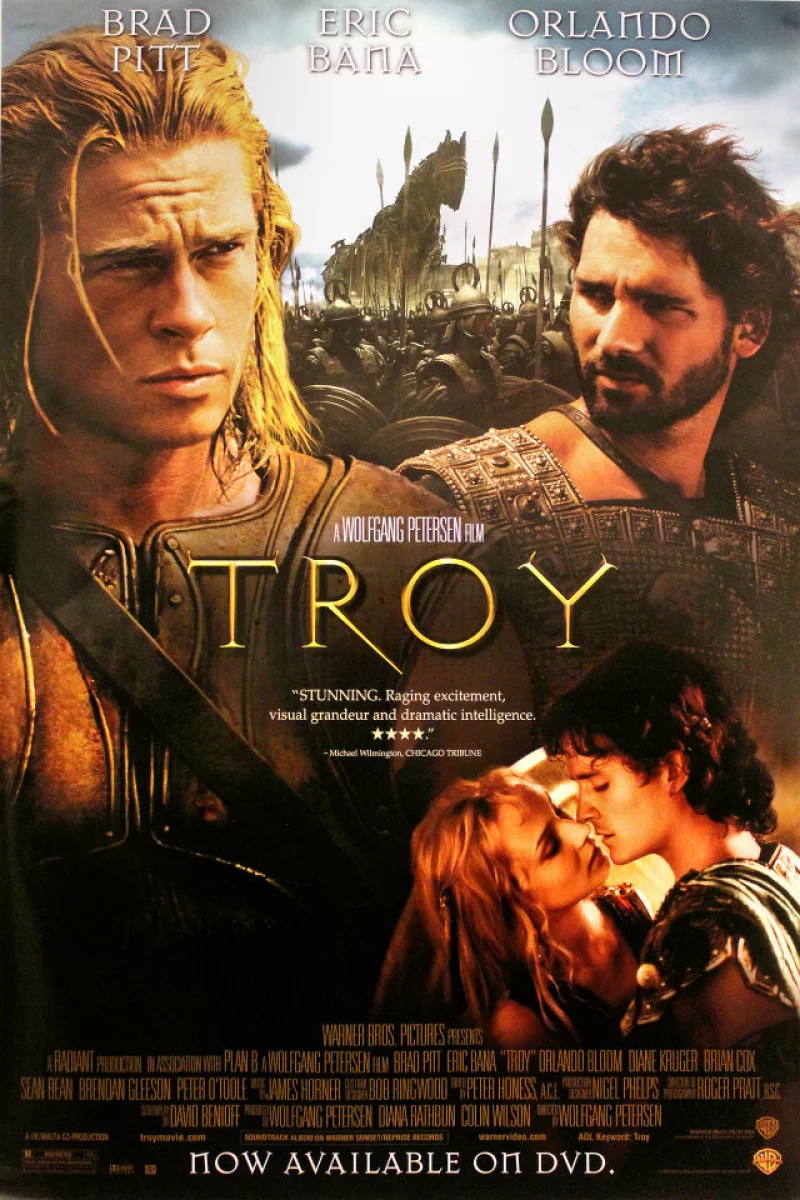 BRAD PITT
ERIC BANA
ORLANDO BLOOM
A WOLFGANG PETERSEN FILM
TROY
"STUNNING. Raging excitement,
visual grandeur and dramatic intelligence.
★★★★."
- Michael Wilmington, CHICAGO TRIBUNE
WARNER BROS. PICTURES PRESENTS
A RADIANT PRODUCTION IN ASSOCIATION WITH PLAN B A WOLFGANG PETERSEN FILM BRAD PITT ERIC BANA "TROY" ORLANDO BLOOM DIANE KRUGER BRIAN COX
SEAN BEAN BRENDAN GLEESON PETER O'TOOLE MUSIC BY JAMES HORNER COSTUME DESIGNER BOB RINGWOOD EDITED BY PETER HONESS, A.C.E. PRODUCTION DESIGNER NIGEL PHELPS DIRECTOR OF PHOTOGRAPHY ROGER PRATT, B.S.C.
SCREENPLAY BY DAVID BENIOFF PRODUCED BY WOLFGANG PETERSEN DIANA RATHBUN COLIN WILSON DIRECTED BY WOLFGANG PETERSEN
A UK/MALTA CO-PRODUCTION troymovie.com SOUNDTRACK ALBUM ON WARNER SUNSET/REPRISE RECORDS warnervideo.com AOL Keyword: Troy
R
NOW AVAILABLE ON DVD.